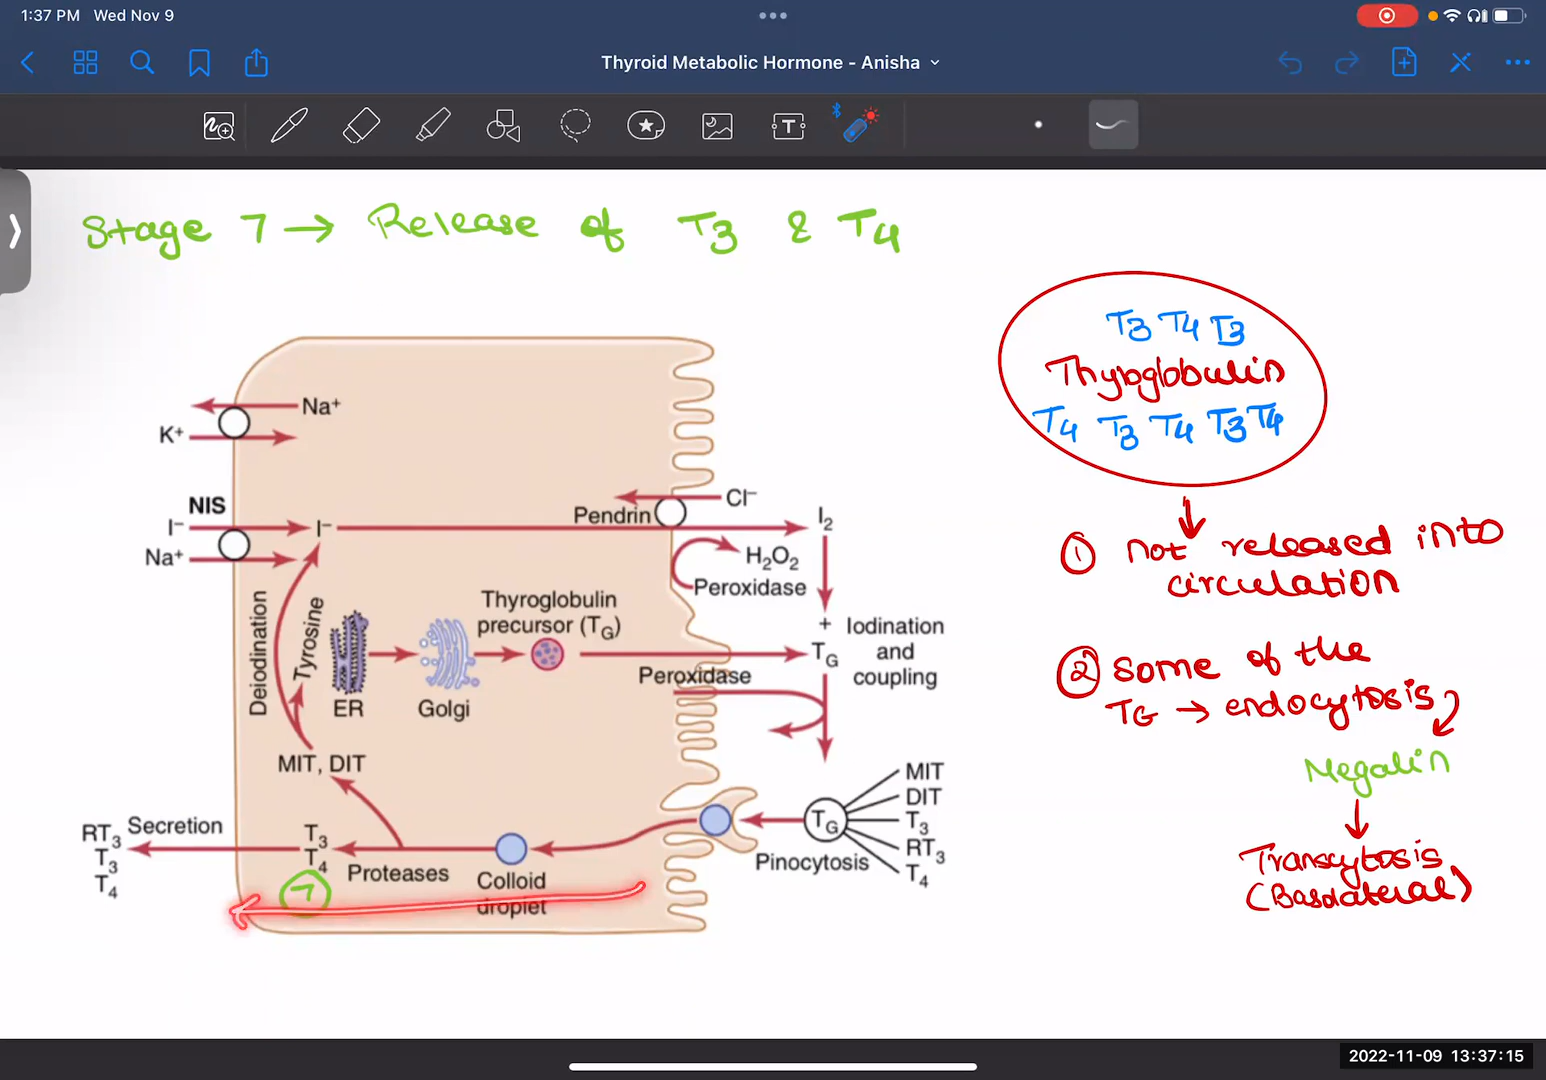 1:37 PM Wed Nov 9
Thyroid Metabolic Hormone - Anisha
T
Stage 7 → Release of T3 & T4
T3 T4 T3
Thyroglobulin
T4 T3 T4 T3 T4
① not released into
circulation
② Some of the
TG → endocytosis
Megalin
Transcytosis
(Basolateral)
Na⁺
K⁺
NIS
I⁻
Na⁺
I⁻
Pendrin
Cl⁻
I₂
H₂O₂
Peroxidase
Thyroglobulin
precursor (TG)
+ Iodination
TG and
coupling
Peroxidase
Deiodination
Tyrosine
ER
Golgi
MIT, DIT
MIT
DIT
T₃
RT₃
T₄
TG
Pinocytosis
RT₃ Secretion
T₃
T₄
T₃
T₄
Proteases
Colloid
droplet
7
2022-11-09 13:37:15